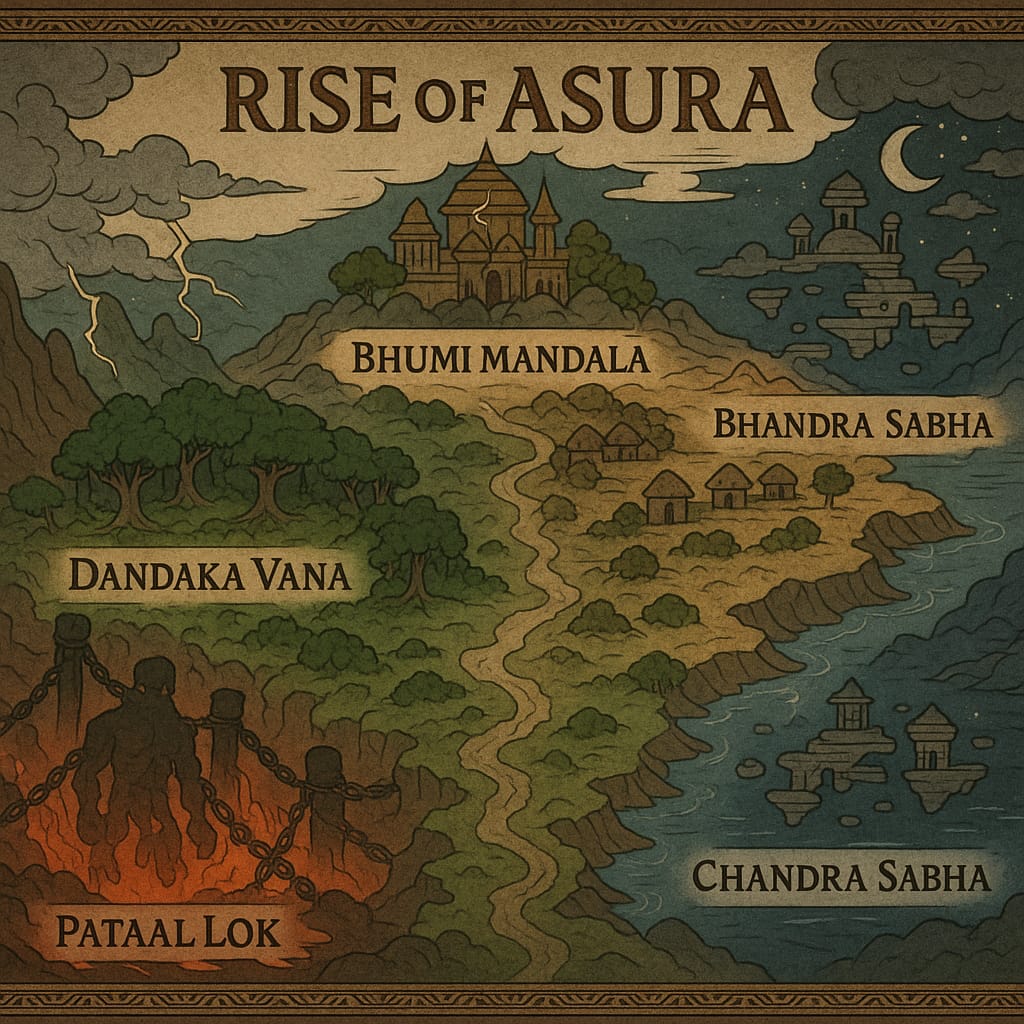 RISE OF ASURA
BHUMI MANDALA
BHANDRA SABHA
DANDAKA VANA
CHANDRA SABHA
PATAAL LOK